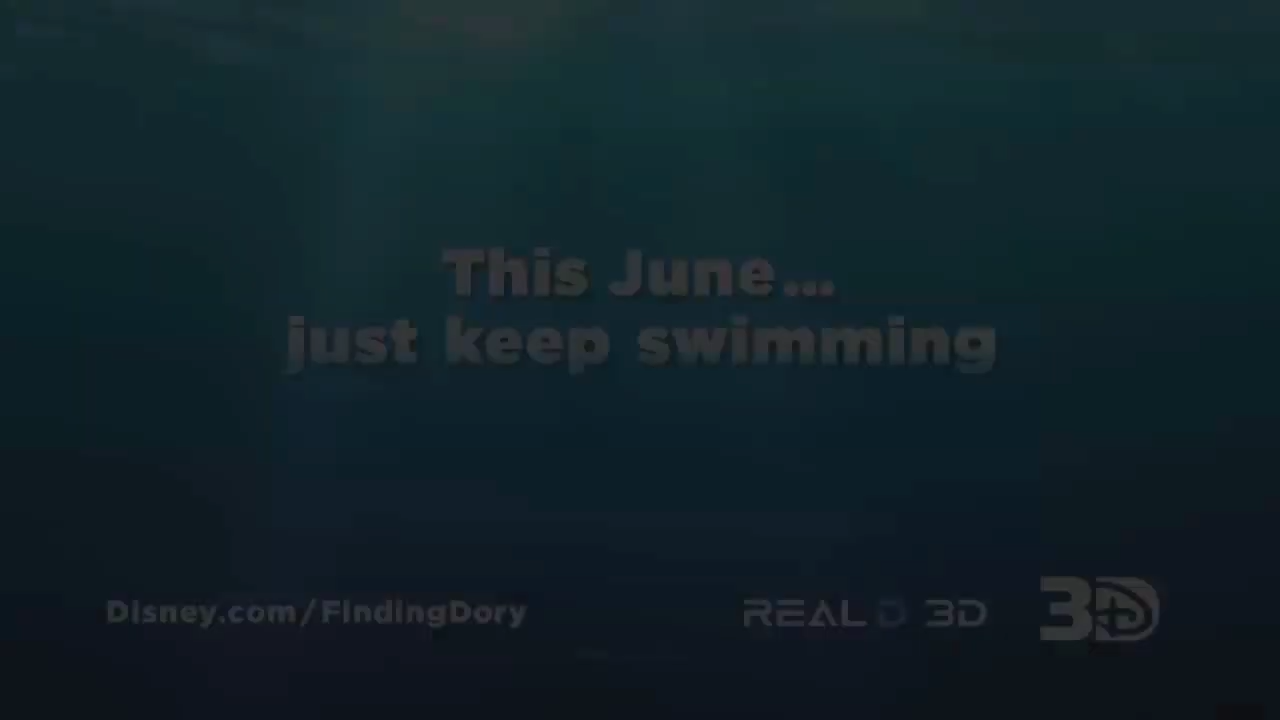 This June...
just keep swimming
Disney.com/FindingDory
REAL D 3D
3D